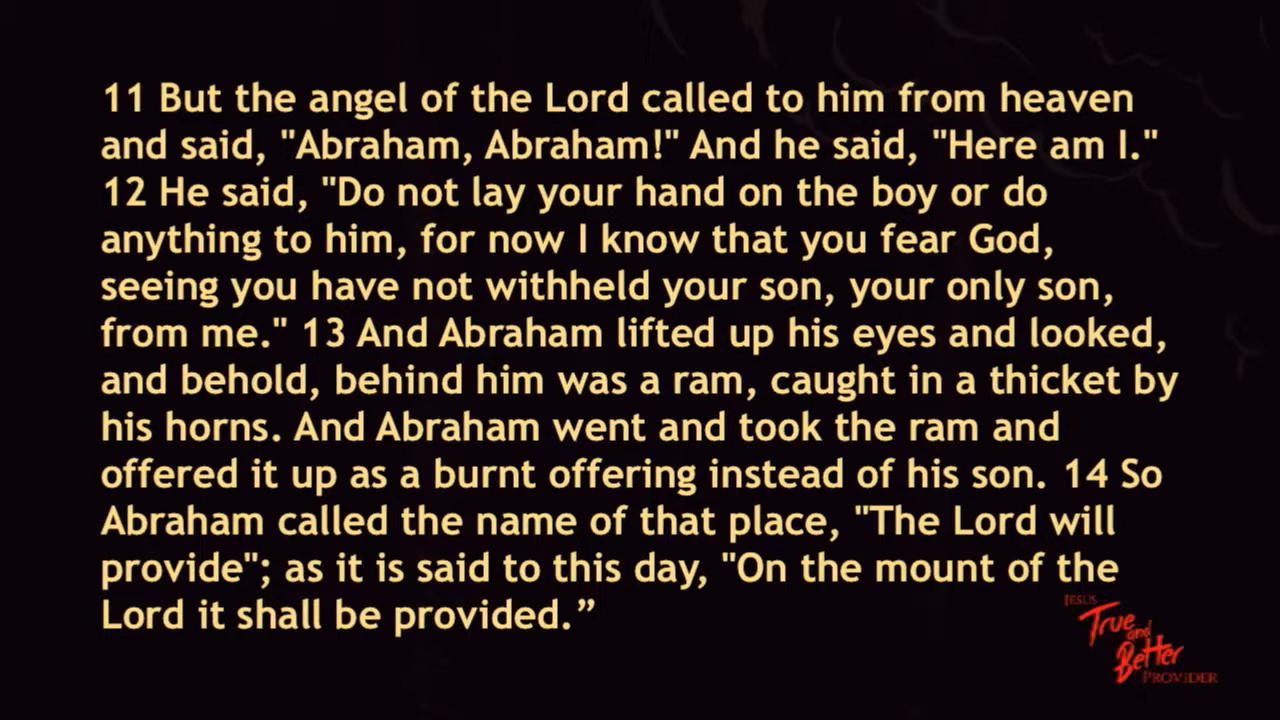 11 But the angel of the Lord called to him from heaven
and said, "Abraham, Abraham!" And he said, "Here am I."
12 He said, "Do not lay your hand on the boy or do
anything to him, for now I know that you fear God,
seeing you have not withheld your son, your only son,
from me." 13 And Abraham lifted up his eyes and looked,
and behold, behind him was a ram, caught in a thicket by
his horns. And Abraham went and took the ram and
offered it up as a burnt offering instead of his son. 14 So
Abraham called the name of that place, "The Lord will
provide"; as it is said to this day, "On the mount of the
Lord it shall be provided.”
JESUS
True
and
Better
PROVIDER